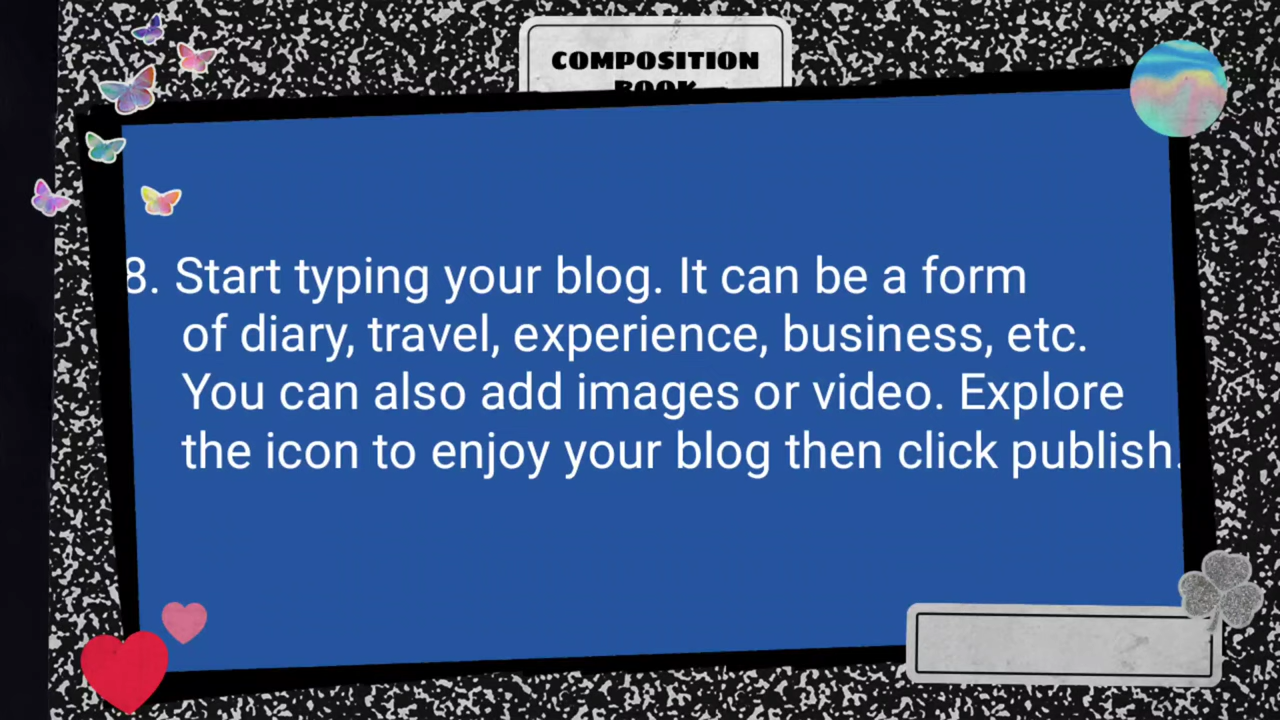 COMPOSITION
BOOK
8. Start typing your blog. It can be a form
of diary, travel, experience, business, etc.
You can also add images or video. Explore
the icon to enjoy your blog then click publish.